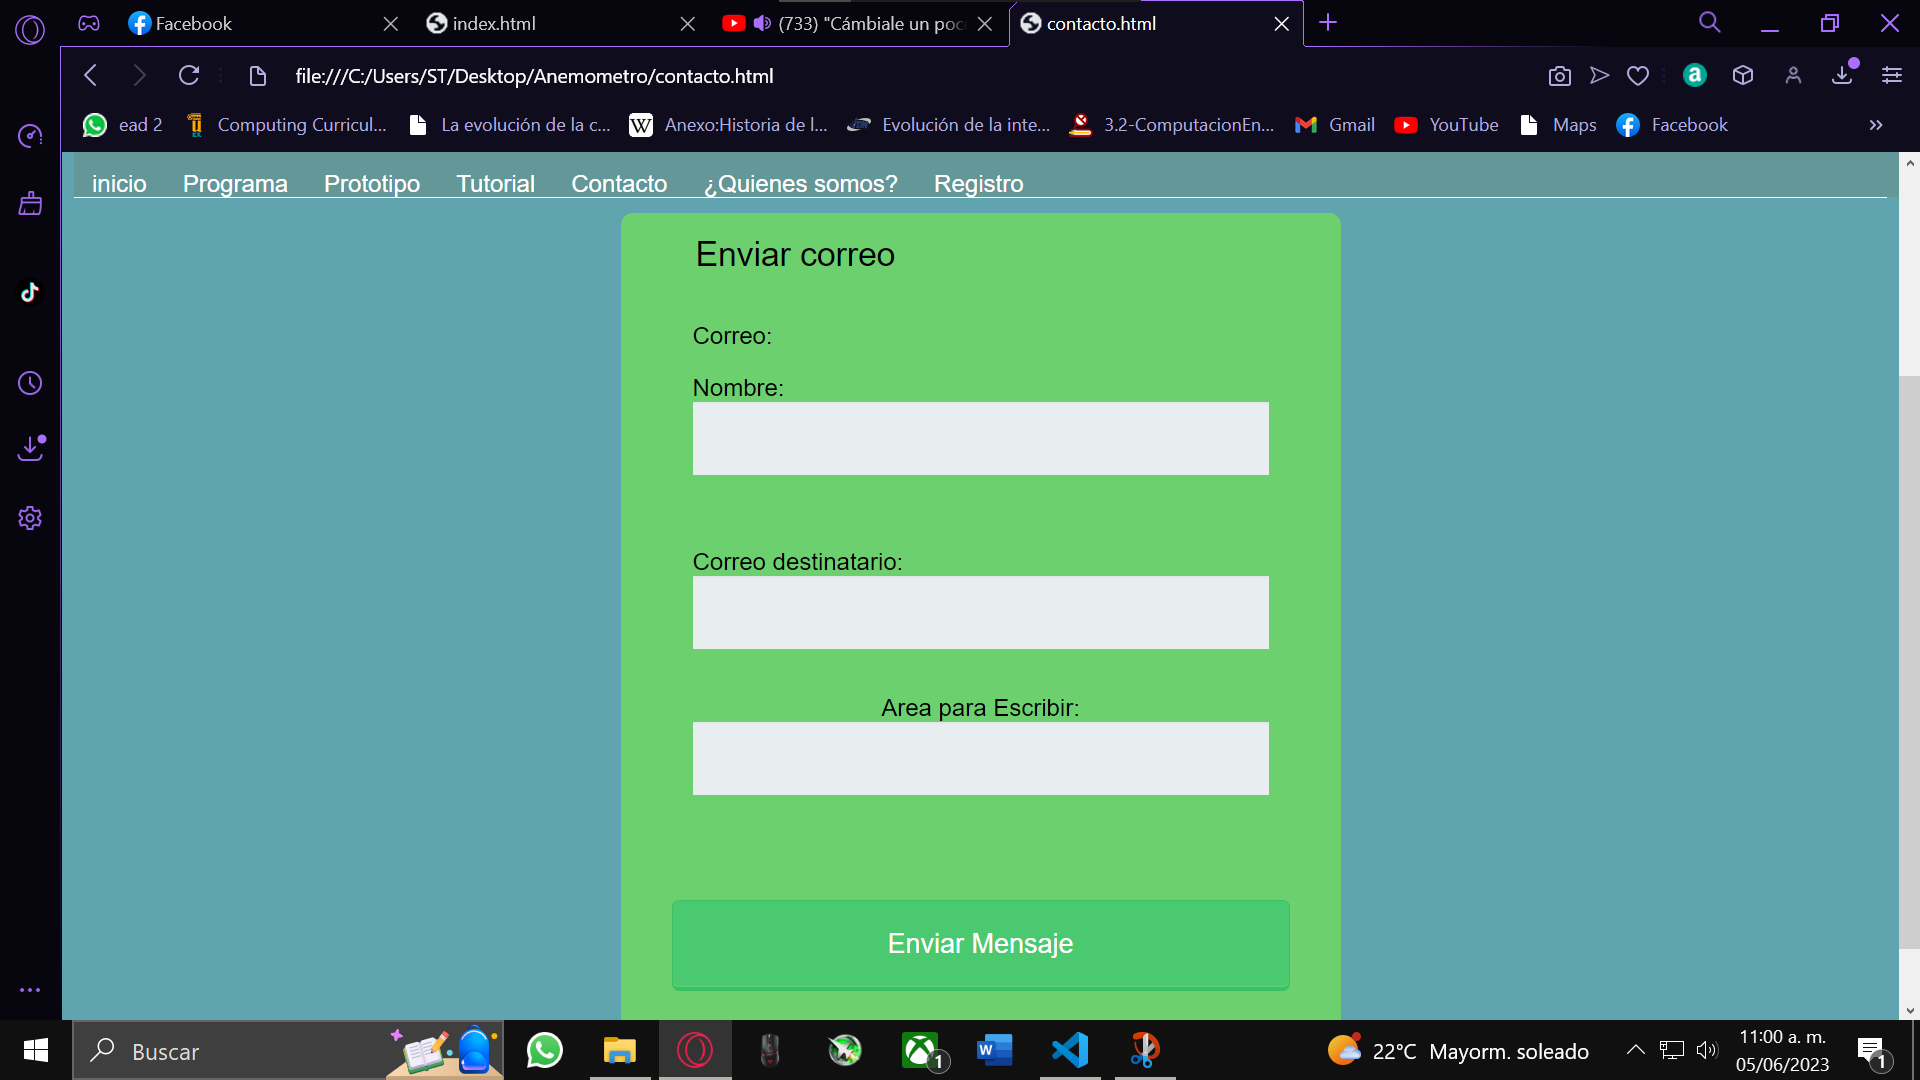 Facebook
index.html
(733) "Cámbiale un poc
contacto.html
file:///C:/Users/ST/Desktop/Anemometro/contacto.html
ead 2
Computing Curricul...
La evolución de la c...
Anexo:Historia de l...
Evolución de la inte...
3.2-ComputacionEn...
Gmail
YouTube
Maps
Facebook
inicio
Programa
Prototipo
Tutorial
Contacto
¿Quienes somos?
Registro
Enviar correo
Correo:
Nombre:
Correo destinatario:
Area para Escribir:
Enviar Mensaje
Buscar
1
22°C Mayorm. soleado
11:00 a. m.
05/06/2023
1